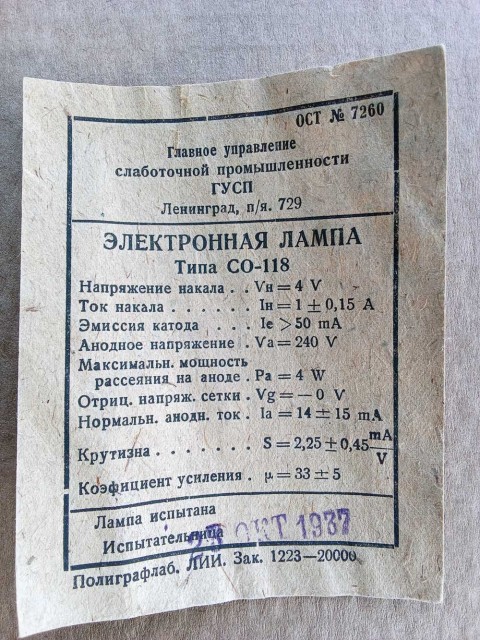 ОСТ № 7260
Главное управление
слаботочной промышленности
ГУСП
Ленинград, п/я. 729
ЭЛЕКТРОННАЯ ЛАМПА
Типа СО-118
Напряжение накала . . Vн = 4 V
Ток накала . . . . . . Iн = 1 ± 0,15 A
Эмиссия катода . . . Ie > 50 mA
Анодное напряжение . Va = 240 V
Максимальн. мощность
рассеяния на аноде . Pa = 4 W
Отриц. напряж. сетки . Vg = — 0 V
Нормальн. анодн. ток . Ia = 14 ± 15 mA
Крутизна . . . . . . . S = 2,25 ± 0,45 mA/V
Коэфициент усиления . μ = 33 ± 5
Лампа испытана
Испытательница
25 ОКТ 1937
Полиграфлаб. ЛИИ. Зак. 1223—20000.